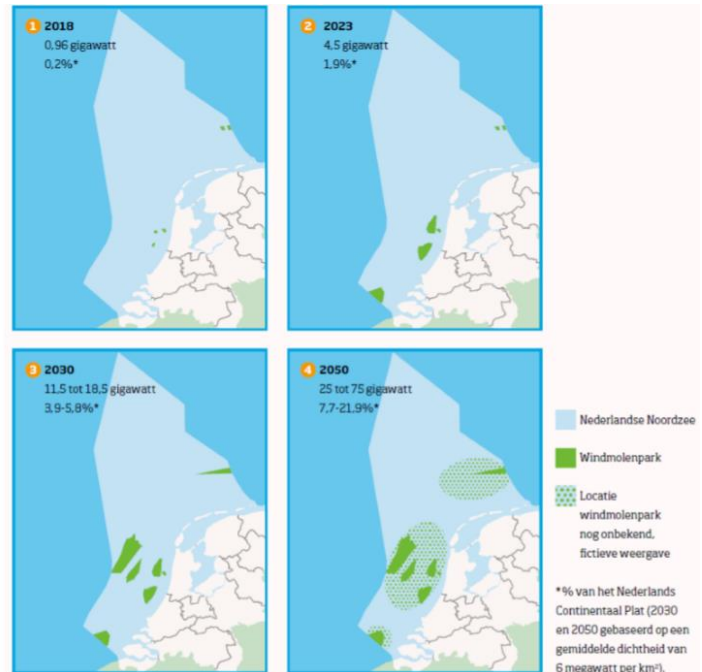 1 2018
0,96 gigawatt
0,2%*
2 2023
4,5 gigawatt
1,9%*
3 2030
11,5 tot 18,5 gigawatt
3,9-5,8%*
4 2050
25 tot 75 gigawatt
7,7-21,9%*
Nederlandse Noordzee
Windmolenpark
Locatie
windmolenpark
nog onbekend,
fictieve weergave
*% van het Nederlands
Continentaal Plat (2030
en 2050 gebaseerd op een
gemiddelde dichtheid van
6 megawatt per km²).